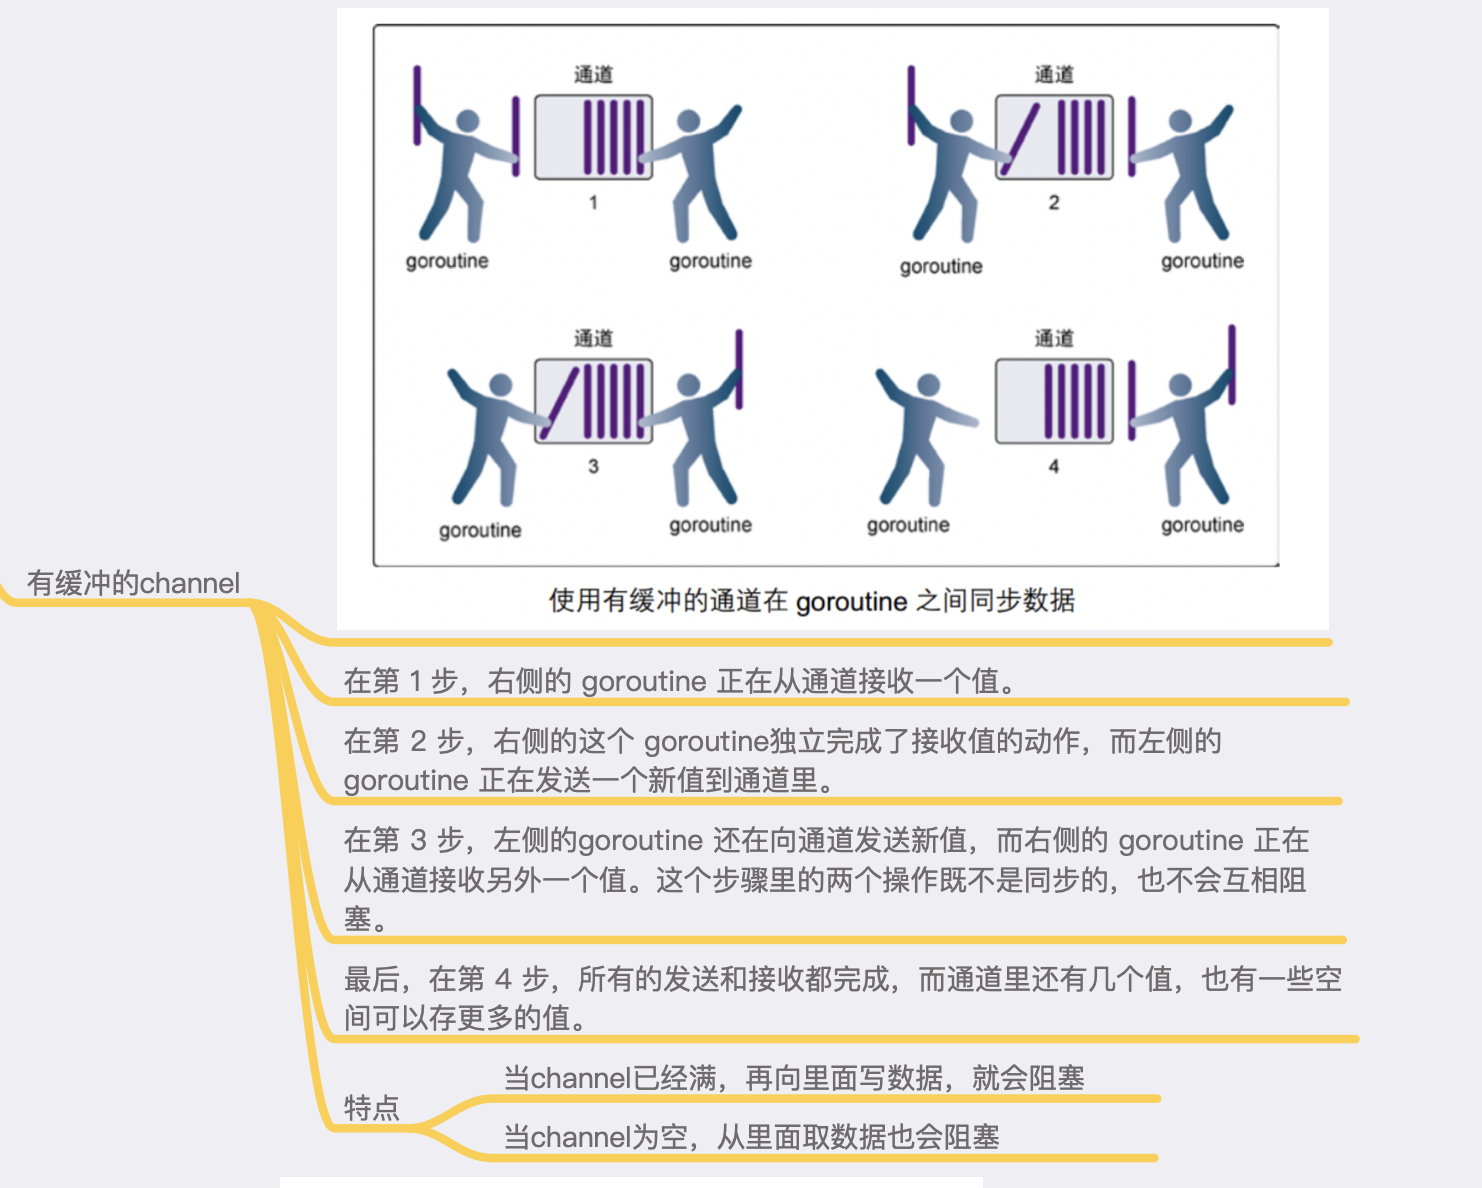 通道
通道
1
2
goroutine
goroutine
goroutine
goroutine
通道
通道
3
4
goroutine
goroutine
goroutine
goroutine
使用有缓冲的通道在 goroutine 之间同步数据
有缓冲的channel
在第 1 步，右侧的 goroutine 正在从通道接收一个值。
在第 2 步，右侧的这个 goroutine独立完成了接收值的动作，而左侧的
goroutine 正在发送一个新值到通道里。
在第 3 步，左侧的goroutine 还在向通道发送新值，而右侧的 goroutine 正在
从通道接收另外一个值。这个步骤里的两个操作既不是同步的，也不会互相阻
塞。
最后，在第 4 步，所有的发送和接收都完成，而通道里还有几个值，也有一些空
间可以存更多的值。
特点
当channel已经满，再向里面写数据，就会阻塞
当channel为空，从里面取数据也会阻塞